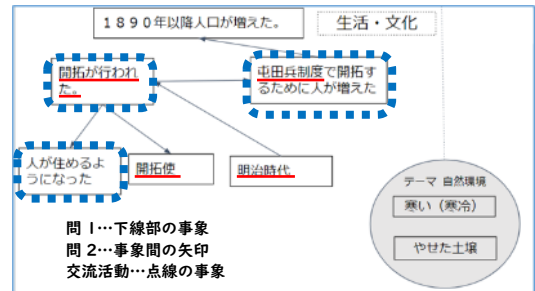 1890年以降人口が増えた。
生活・文化
開拓が行われ
た。
屯田兵制度で開拓す
るために人が増えた
人が住めるよ
うになった
開拓使
明治時代
テーマ 自然環境
寒い（寒冷）
やせた土壌
問1…下線部の事象
問2…事象間の矢印
交流活動…点線の事象